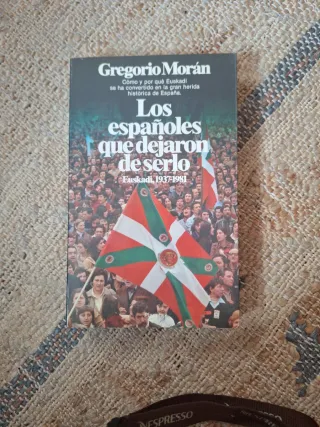 Gregorio Morán
Cómo y por qué Euskadi
se ha convertido en la gran herida
histórica de España.
Los
españoles
que dejaron
de serlo
Euskadi, 1937-1981
NESPRESSO